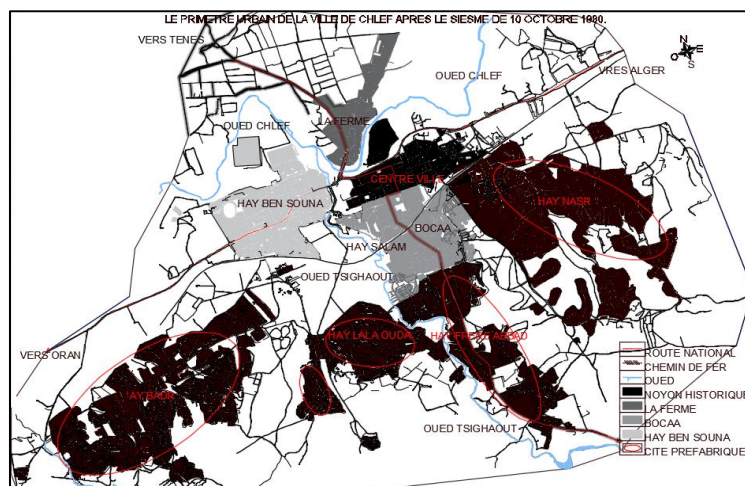 LE PRIMETRE URBAIN DE LA VILLE DE CHLEF APRES LE SIESME DE 10 OCTOBRE 1980.
VERS TENES
N
O E
S
OUED CHLEF
VRES ALGER
LA FERME
OUED CHLEF
CENTRE VILLE
HAY BEN SOUNA
HAY NASR
BOCAA
HAY SALAM
OUED TSIGHAOUT
HAY LALA OUDA
VERS ORAN
OUED TSIGHAOUT
ROUTE NATIONAL
CHEMIN DE FER
OUED
NOYON HISTORIQUE
LA FERME
BOCAA
HAY BEN SOUNA
CITE PREFABRIQUE